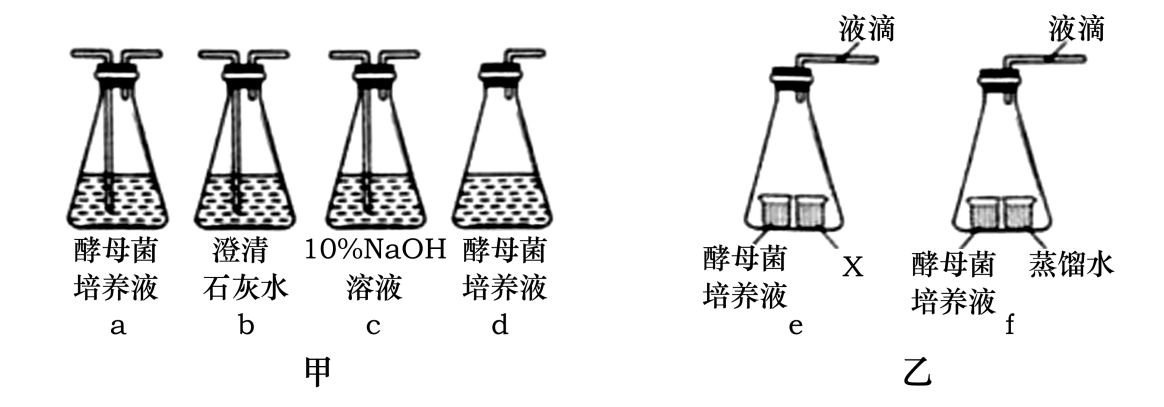 液滴 液滴
酵母菌 澄清 10%NaOH 酵母菌
培养液 石灰水 溶液 培养液
a b c d
甲
酵母菌 X 酵母菌 蒸馏水
培养液 培养液
e f
乙